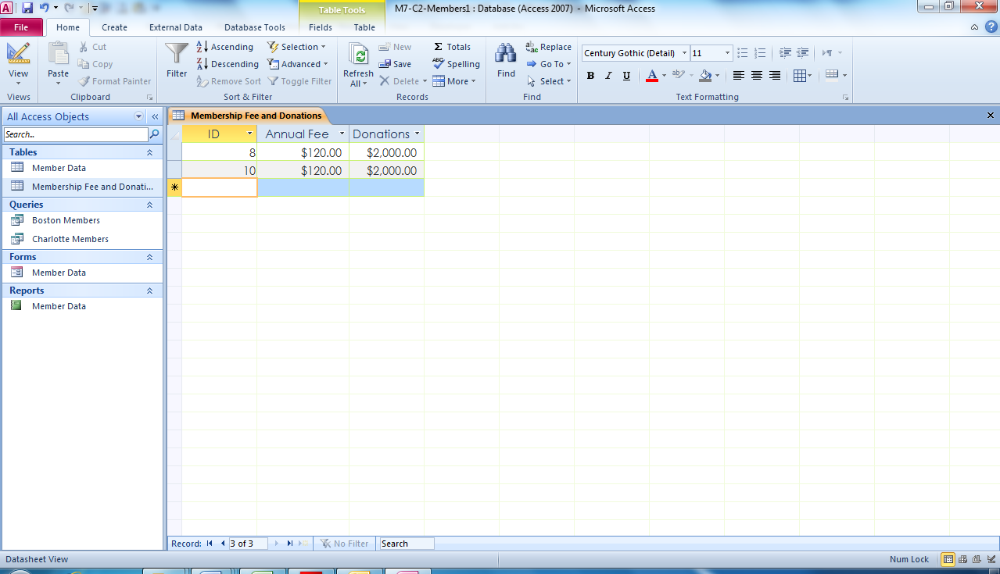 Table Tools
M7-C2-Members1 : Database (Access 2007) - Microsoft Access
File Home Create External Data Database Tools Fields Table
Cut Ascending Selection New Totals Replace Century Gothic (Detail) 11
Copy Descending Advanced Save Spelling Go To
View Paste Format Painter Filter Remove Sort Toggle Filter Refresh All Delete More Find Select B I U A
Views Clipboard Sort & Filter Records Find Text Formatting
All Access Objects
Search...
Tables
Member Data
Membership Fee and Donati...
Queries
Boston Members
Charlotte Members
Forms
Member Data
Reports
Member Data
Membership Fee and Donations
ID Annual Fee Donations
8 $120.00 $2,000.00
10 $120.00 $2,000.00
Record: 3 of 3 No Filter Search
Datasheet View Num Lock